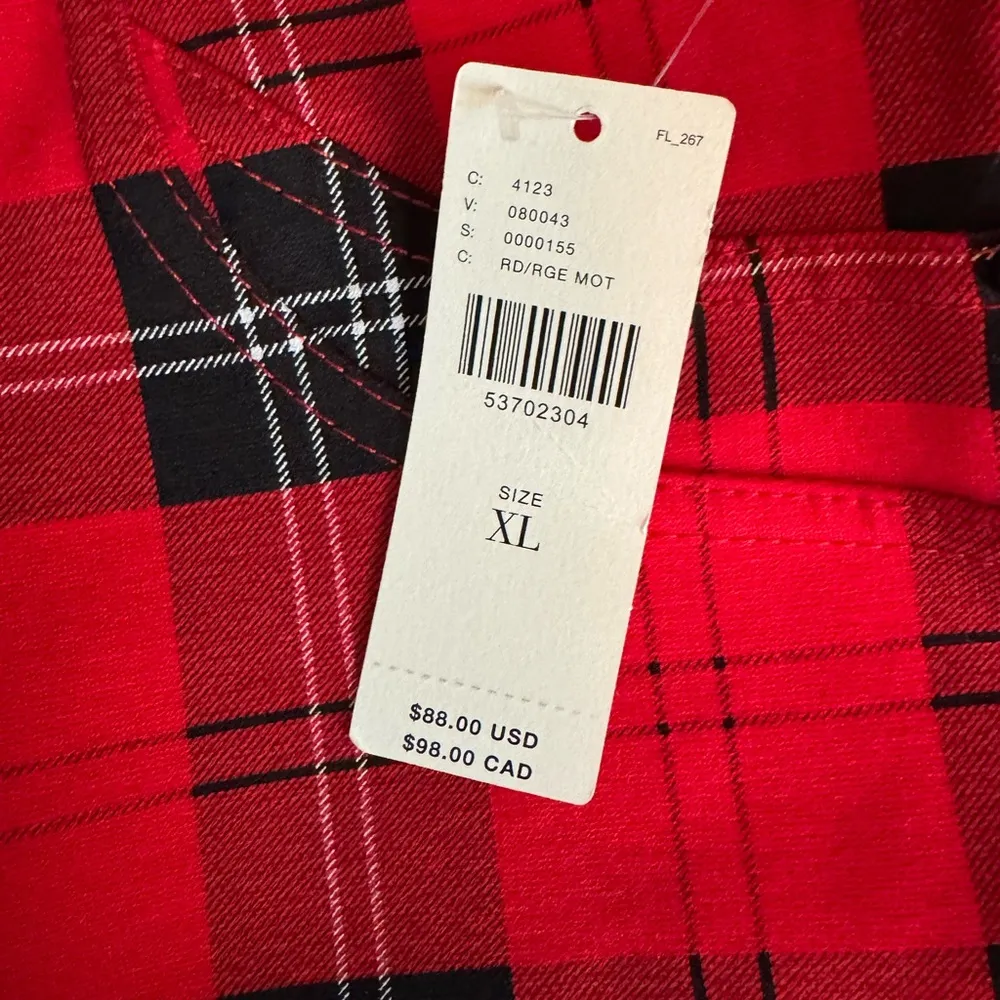 FL_267
C: 4123
V: 080043
S: 0000155
C: RD/RGE MOT
53702304
SIZE
XL
$88.00 USD
$98.00 CAD